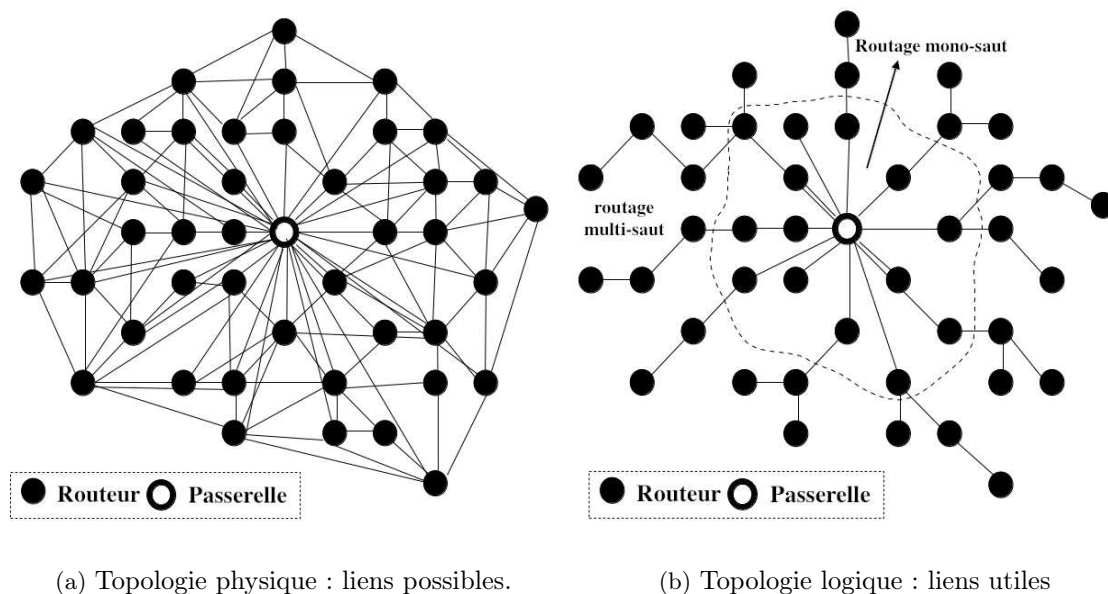 Routage mono-saut
routage
multi-saut
Routeur Passerelle
Routeur Passerelle
(a) Topologie physique : liens possibles.
(b) Topologie logique : liens utiles